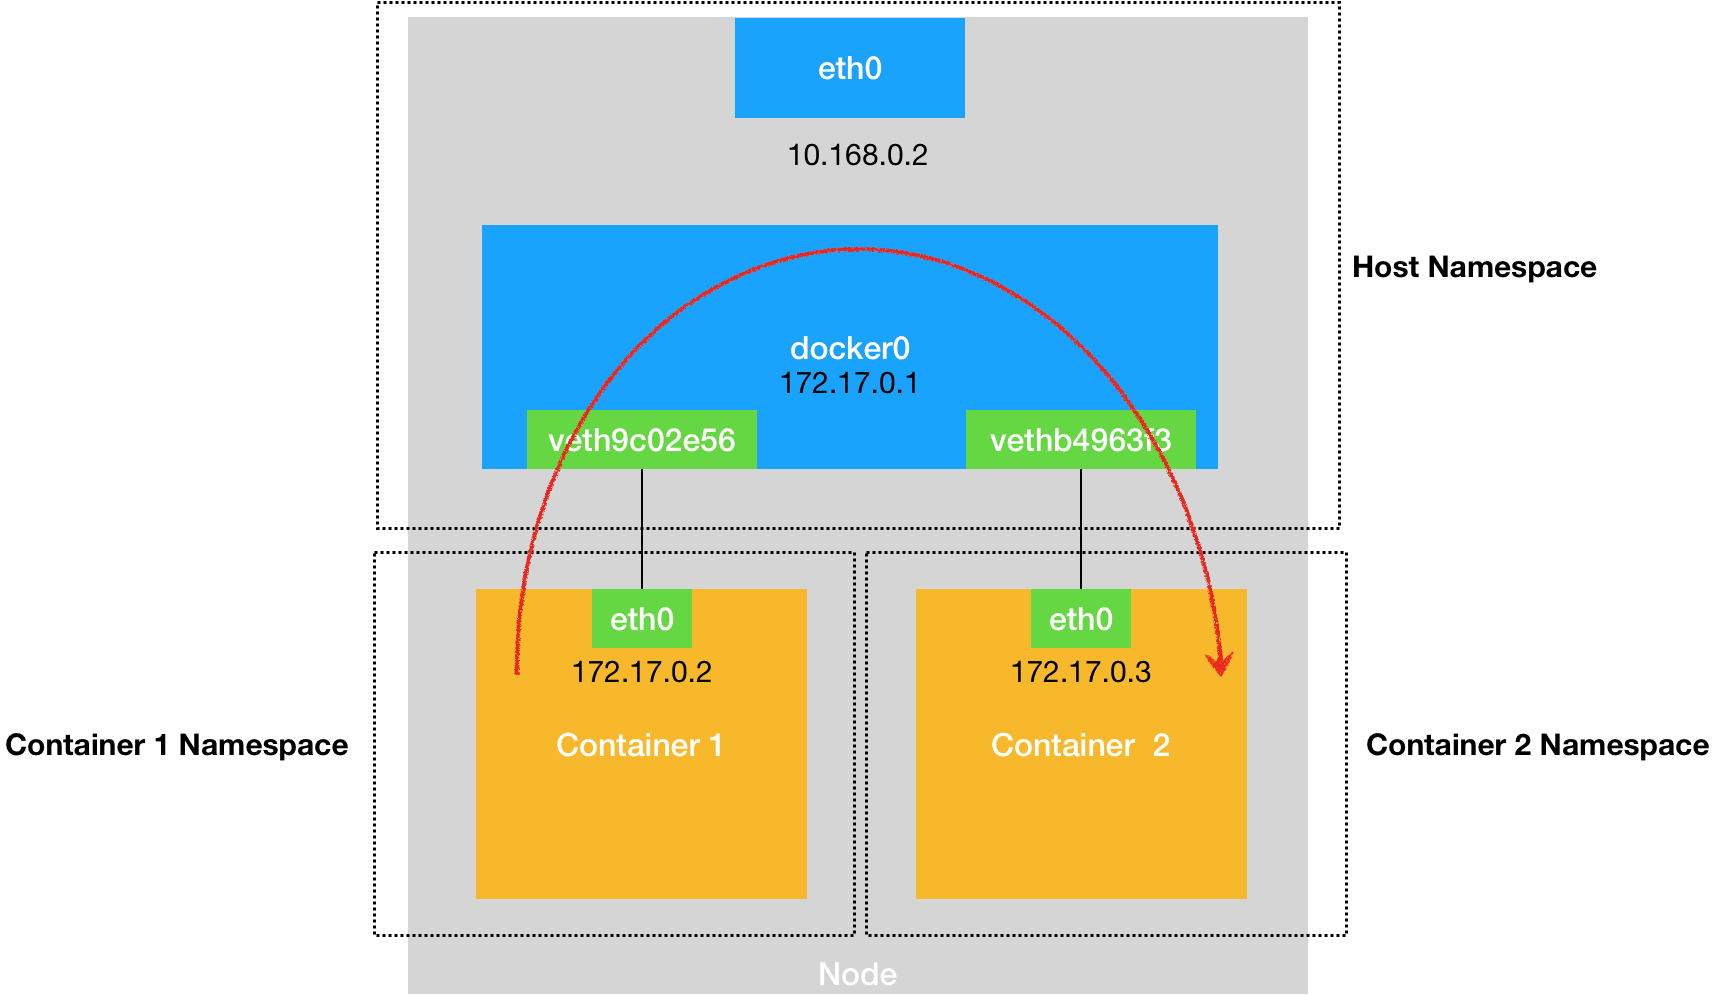 eth0
10.168.0.2
Host Namespace
docker0
172.17.0.1
veth9c02e56
vethb4963f3
eth0
eth0
172.17.0.2
172.17.0.3
Container 1 Namespace
Container 1
Container 2
Container 2 Namespace
Node